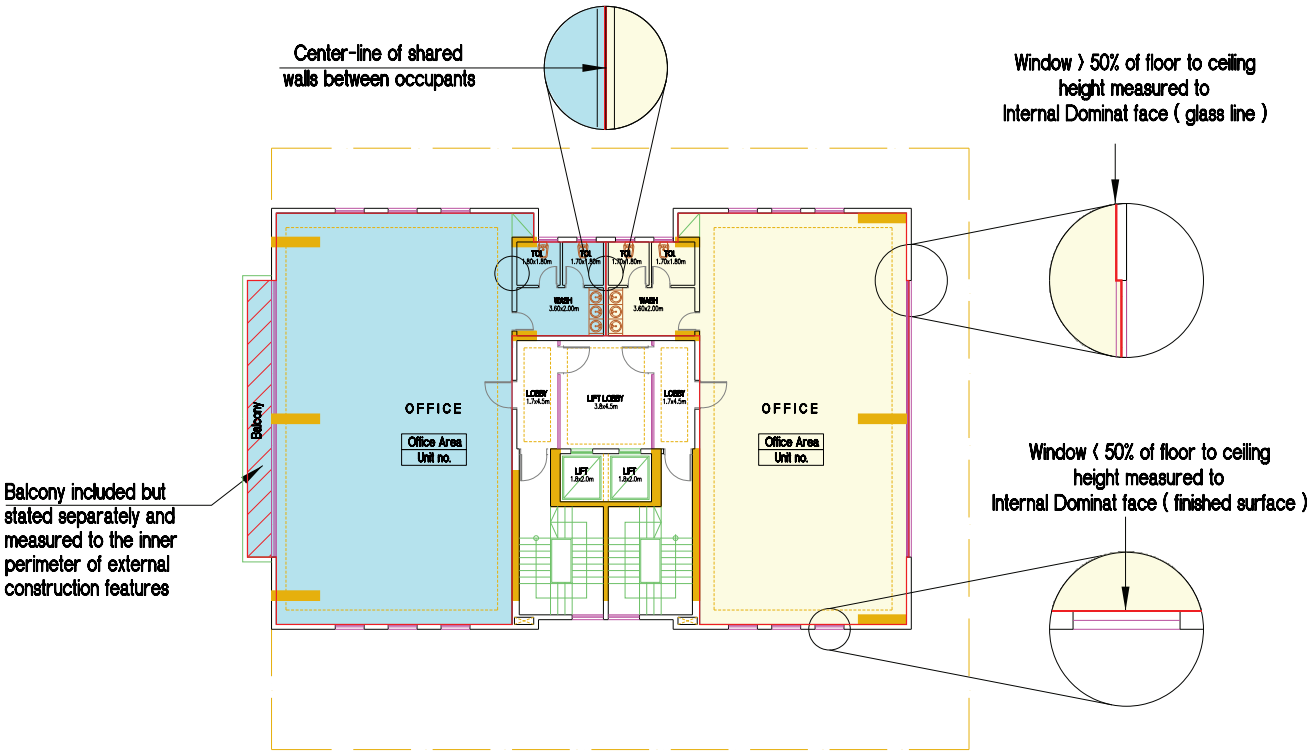 Center-line of shared
walls between occupants
Window > 50% of floor to ceiling
height measured to
Internal Dominat face ( glass line )
TOI.
1.80x1.80m
TOI.
1.70x1.80m
TOI.
1.70x1.80m
TOI.
1.70x1.80m
WASH
3.60x2.00m
WASH
3.60x2.00m
LOBBY
1.7x4.5m
LIFT LOBBY
3.8x4.5m
LOBBY
1.7x4.5m
OFFICE
Office Area
Unit no.
OFFICE
Office Area
Unit no.
Balcony
LIFT
1.8x2.0m
LIFT
1.8x2.0m
Window < 50% of floor to ceiling
height measured to
Internal Dominat face ( finished surface )
Balcony included but
stated separately and
measured to the inner
perimeter of external
construction features